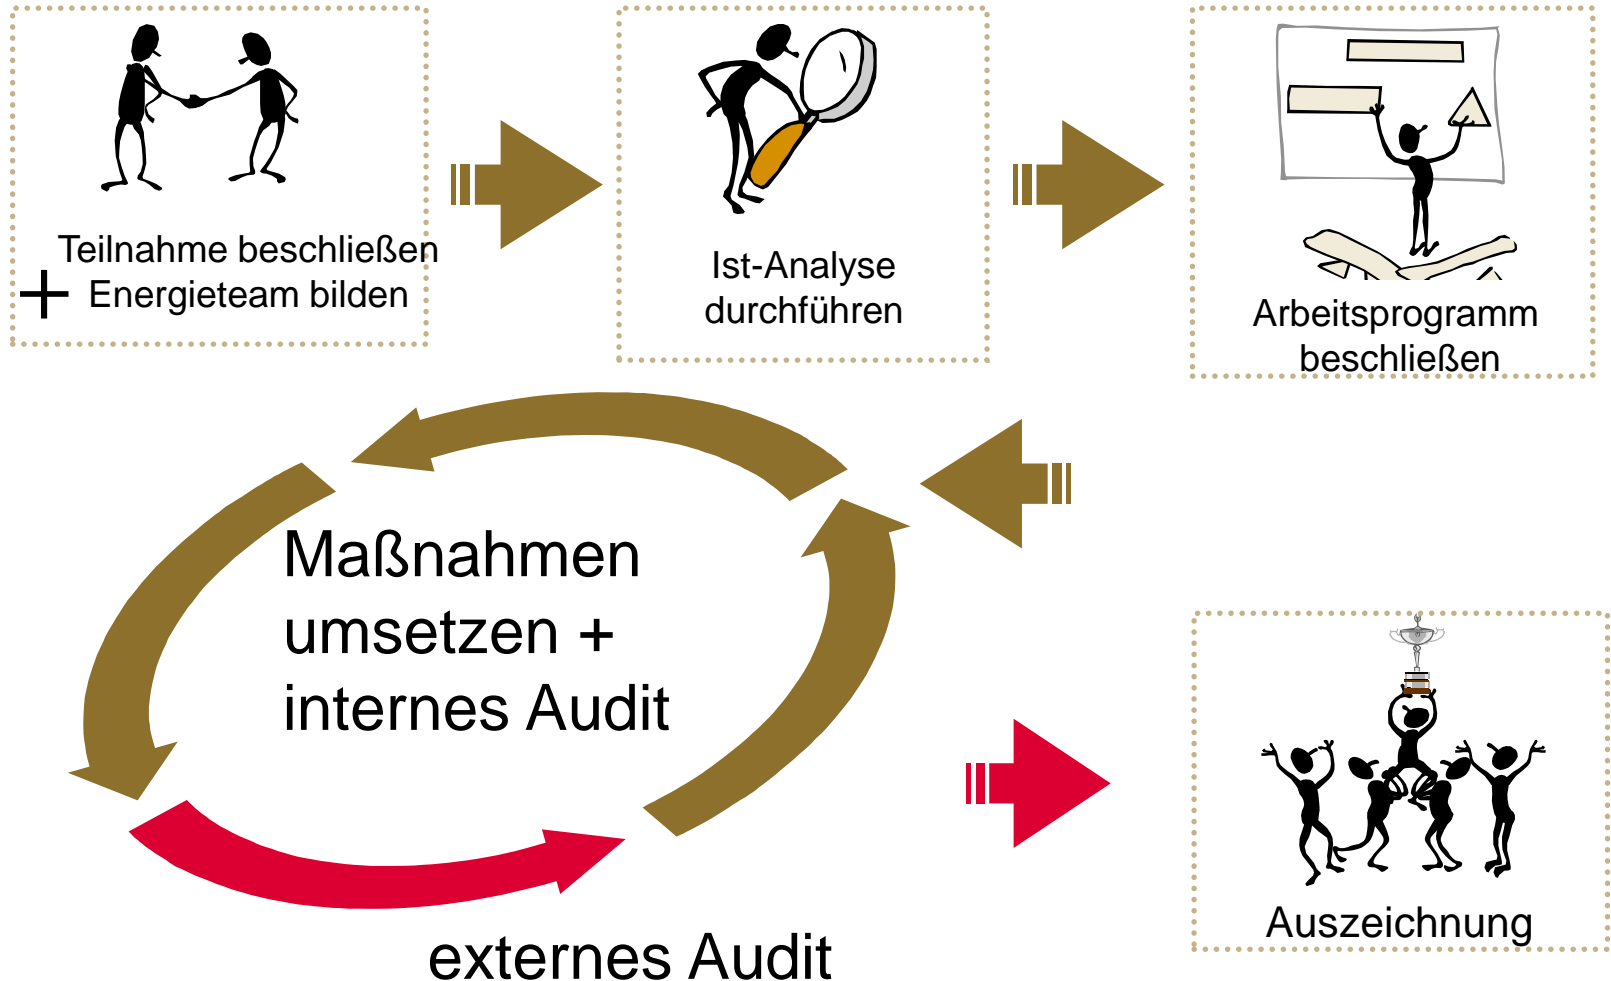 Teilnahme beschließen
+ Energieteam bilden
Ist-Analyse
durchführen
Arbeitsprogramm
beschließen
Maßnahmen
umsetzen +
internes Audit
externes Audit
Auszeichnung